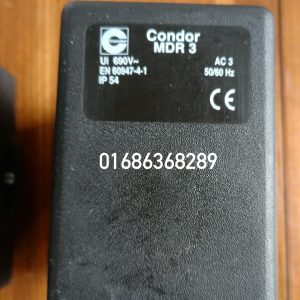 Condor
MDR 3
UI 690V~ AC 3
EN 60947-4-1 50/60 Hz
IP 54
CE
01686368289